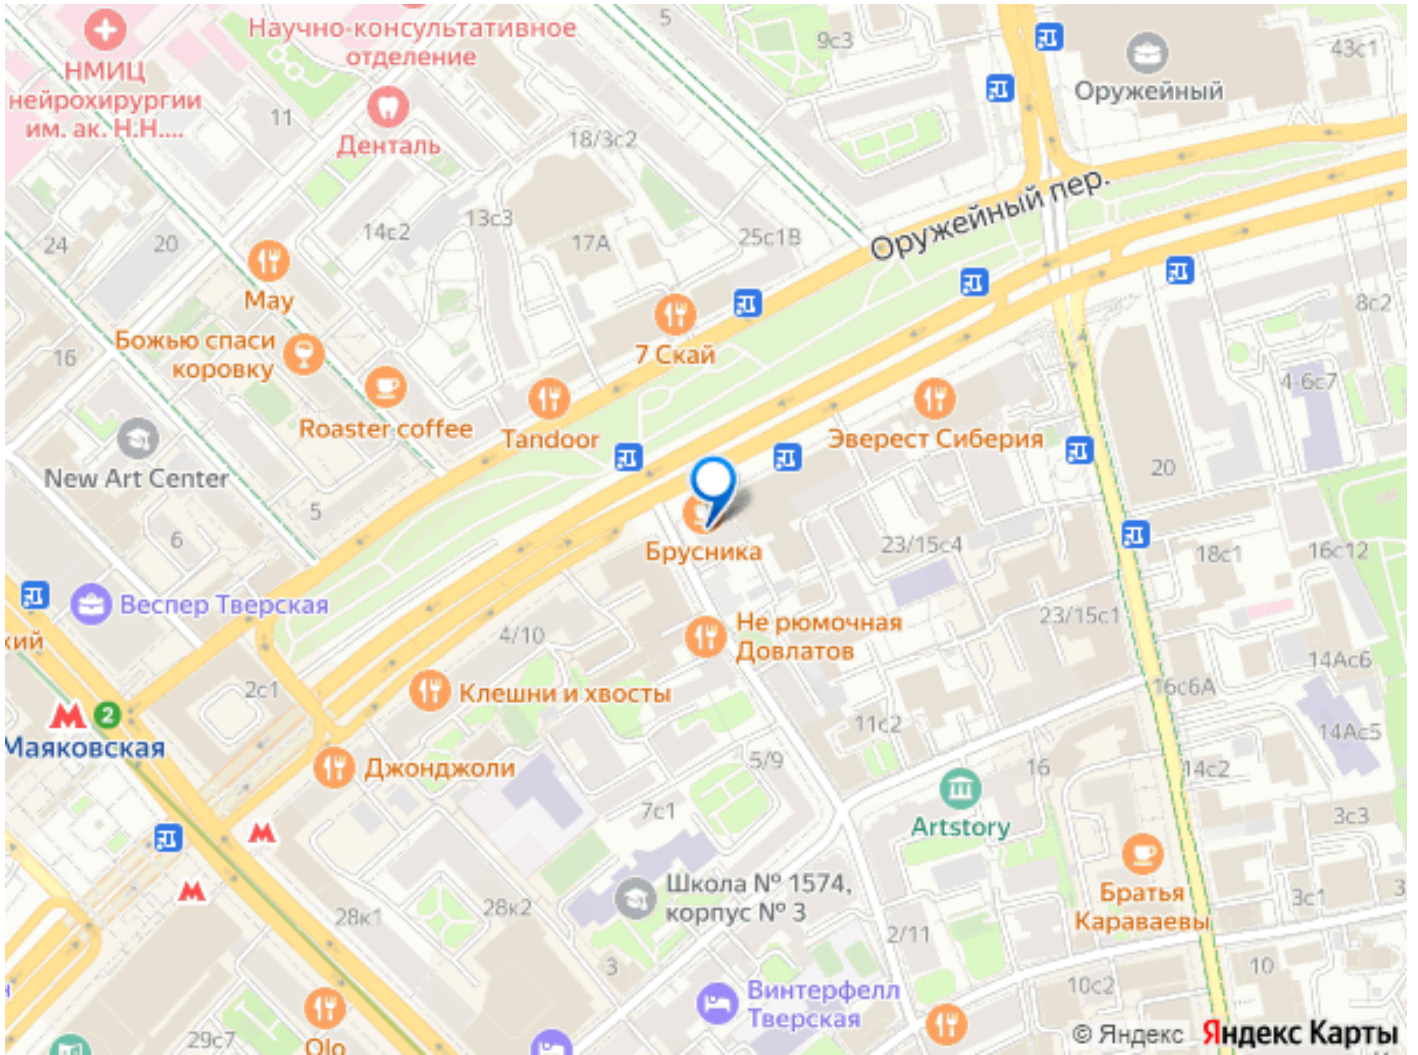 5
Научно-консультативное
отделение
9с3
43с1
НМИЦ
нейрохирургии
им. ак. Н.Н....
Оружейный
11
Денталь
18/3с2
Оружейный пер.
24
20
14с2
13с3
17А
25с1В
May
8с2
7 Скай
16
Божью спаси
коровку
4-6с7
Roaster coffee
Tandoor
Эверест Сиберия
New Art Center
20
5
6
Брусника
23/15с4
18с1
16с12
Веспер Тверская
кий
4/10
Не рюмочная
Довлатов
23/15с1
14Ас6
2с1
Клешни и хвосты
16с6А
М 2
Маяковская
11с2
14Ас5
Джонджоли
5/9
16
14с2
7с1
Artstory
3с3
М
М
Школа № 1574,
корпус № 3
Братья
Караваевы
28к1
28к2
3с1
3
2/11
3
10
Винтерфелл
Тверская
10с2
29с7
Olo
© Яндекс Яндекс Карты